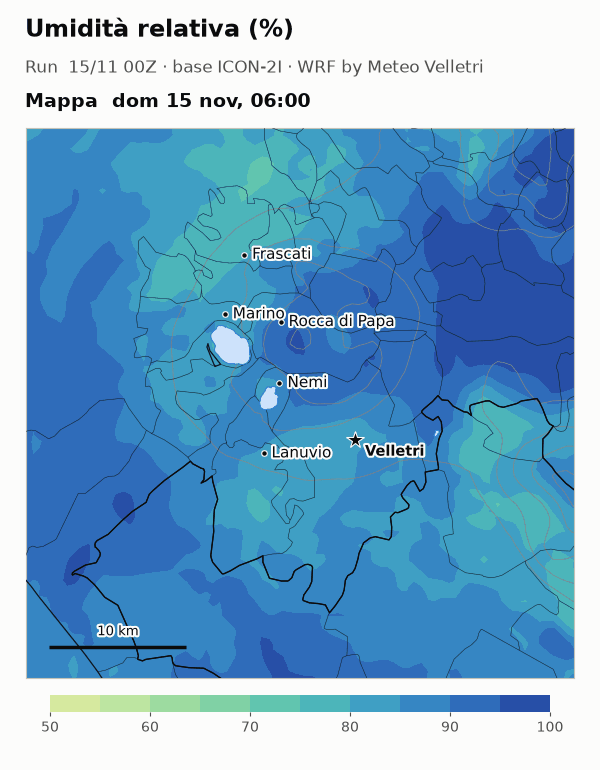 Umidità relativa (%)
Run 15/11 00Z · base ICON-2I · WRF by Meteo Velletri
Mappa dom 15 nov, 06:00
Frascati
Marino
Rocca di Papa
Nemi
Velletri
Lanuvio
10 km
50 60 70 80 90 100